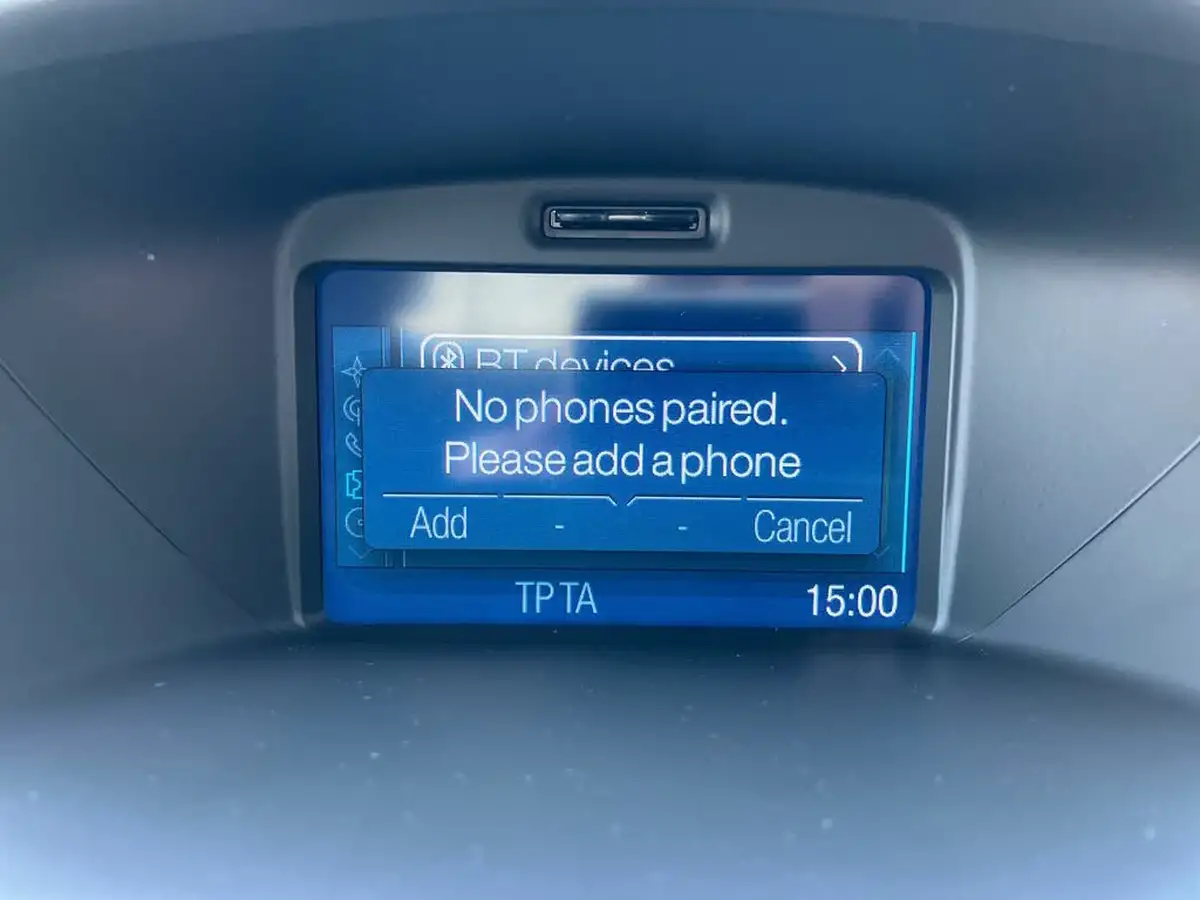 BT devices
No phones paired.
Please add a phone
Add - - Cancel
TP TA 15:00